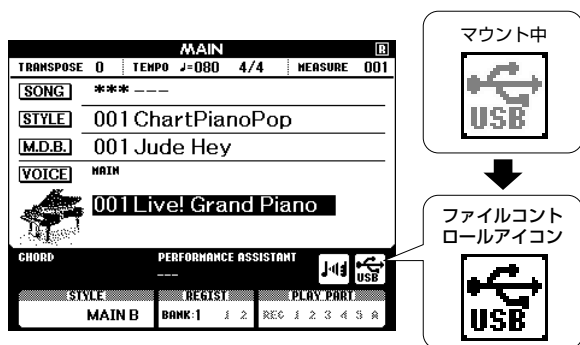 MAIN R
TRANSPOSE 0 TEMPO ♩=080 4/4 MEASURE 001
SONG *** ---
STYLE 001 ChartPianoPop
M.D.B. 001 Jude Hey
VOICE MAIN
001 Live! Grand Piano
CHORD PERFORMANCE ASSISTANT
---
USB
STYLE REGIST PLAY PART
MAIN B BANK:1 1 2 REC 1 2 3 4 5 A
マウント中
USB
ファイルコント
ロールアイコン
USB